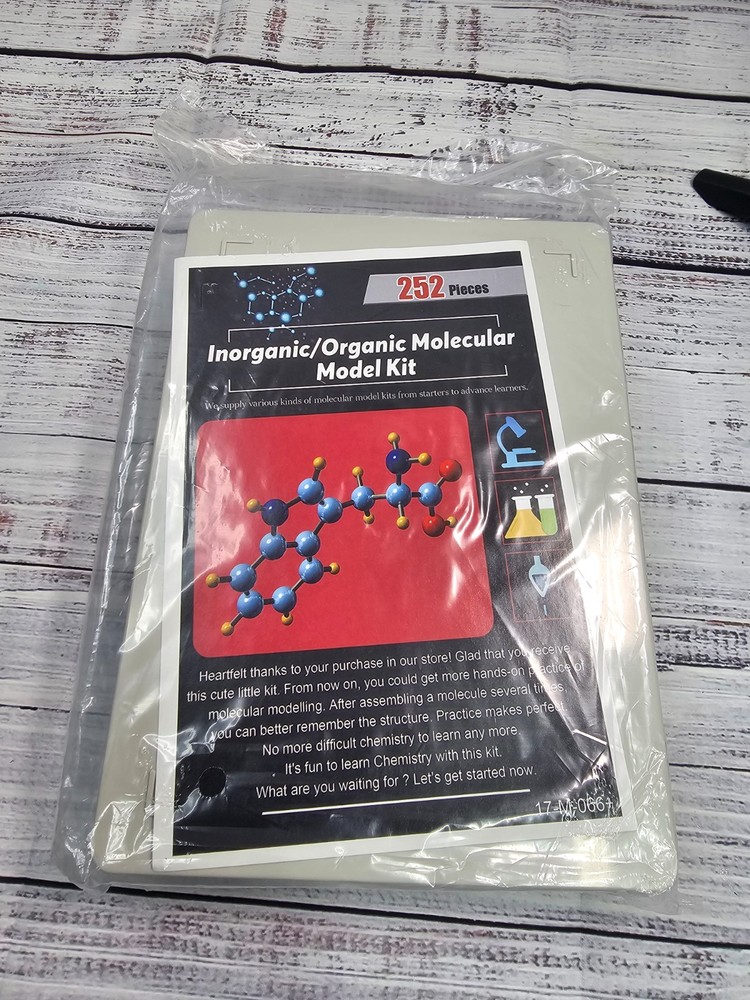 252 Pieces
Inorganic/Organic Molecular
Model Kit
We supply various kinds of molecular model kits from starters to advance learners.
Heartfelt thanks to your purchase in our store! Glad that you receive
this cute little kit. From now on, you could get more hands-on practice of
molecular modelling. After assembling a molecule several times,
you can better remember the structure. Practice makes perfect.
No more difficult chemistry to learn any more.
It's fun to learn Chemistry with this kit.
What are you waiting for ? Let's get started now.